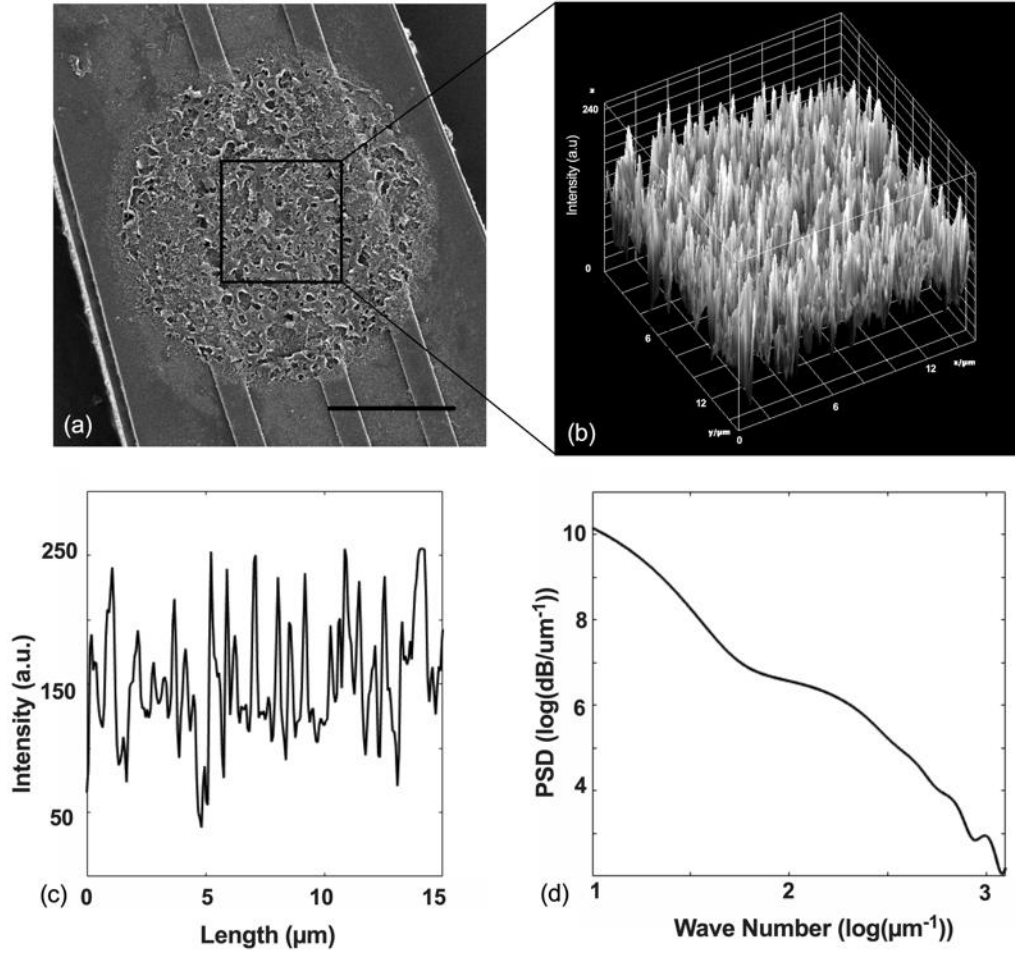 (a)
z
240
Intensity (a.u)
0
6
12
y/µm
0
6
12
x/µm
(b)
250
150
50
Intensity (a.u.)
0
5
10
15
Length (µm)
(c)
10
8
6
4
PSD (log(dB/um-1))
1
2
3
Wave Number (log(µm-1))
(d)